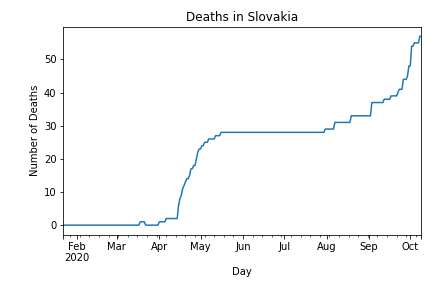 Deaths in Slovakia
Number of Deaths
50
40
30
20
10
0
Feb Mar Apr May Jun Jul Aug Sep Oct
2020
Day